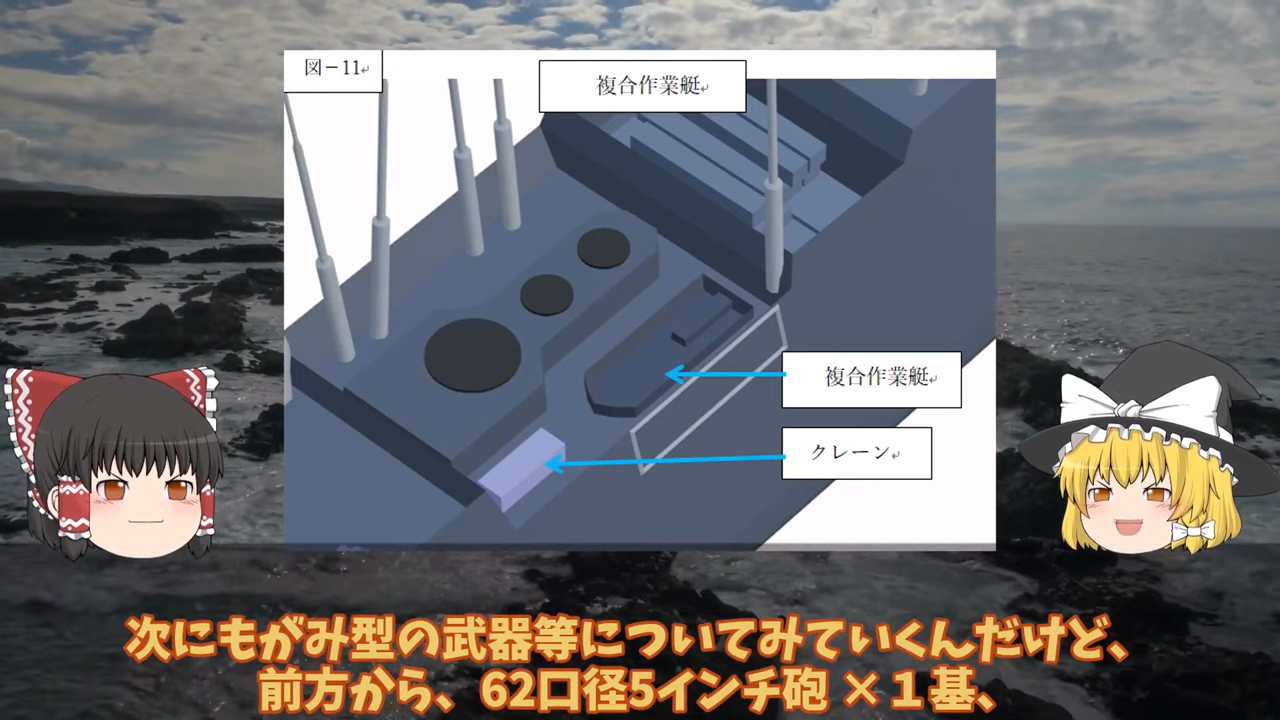 図－11
複合作業艇
複合作業艇
クレーン
次にもがみ型の武器等についてみていくんだけど、
前方から、62口径5インチ砲 ×１基、